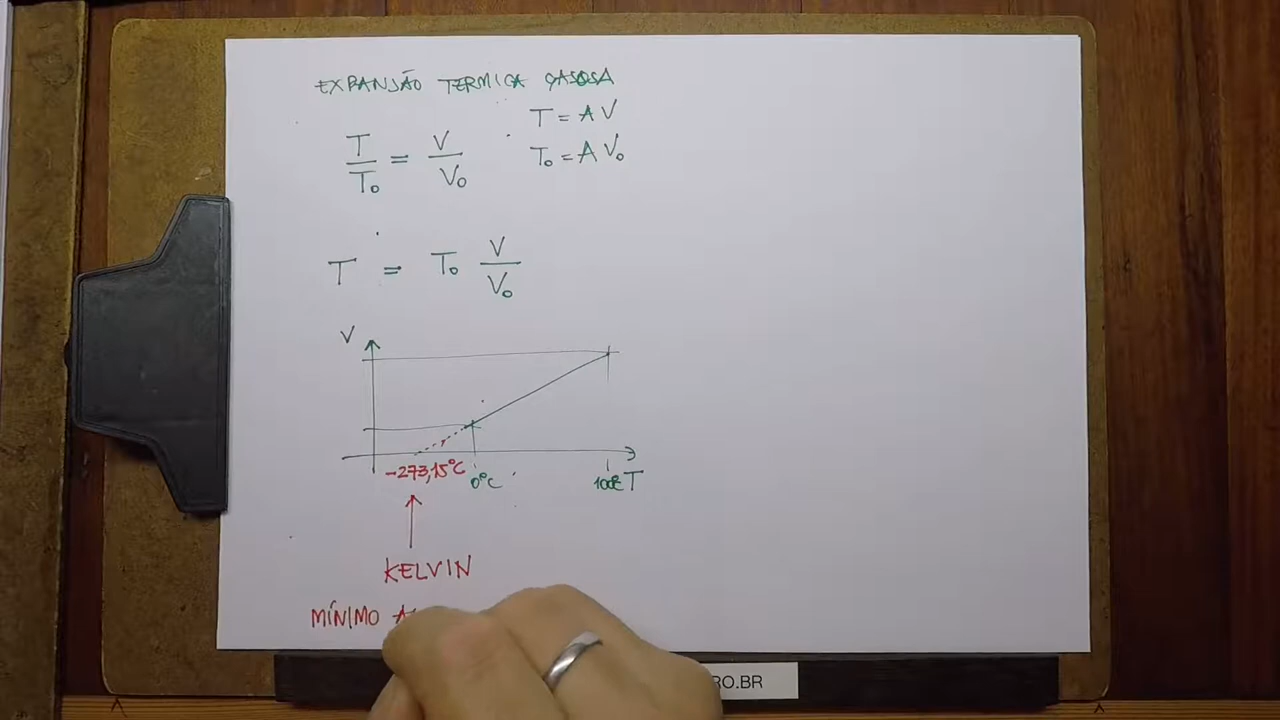 EXPANSÃO TERMICA GASOSA
T = A V
T₀ = A V₀
T/T₀ = V/V₀
T = T₀ V/V₀
V
-273,15°C
0°C
100°C T
KELVIN
MÍNIMO
RO.BR